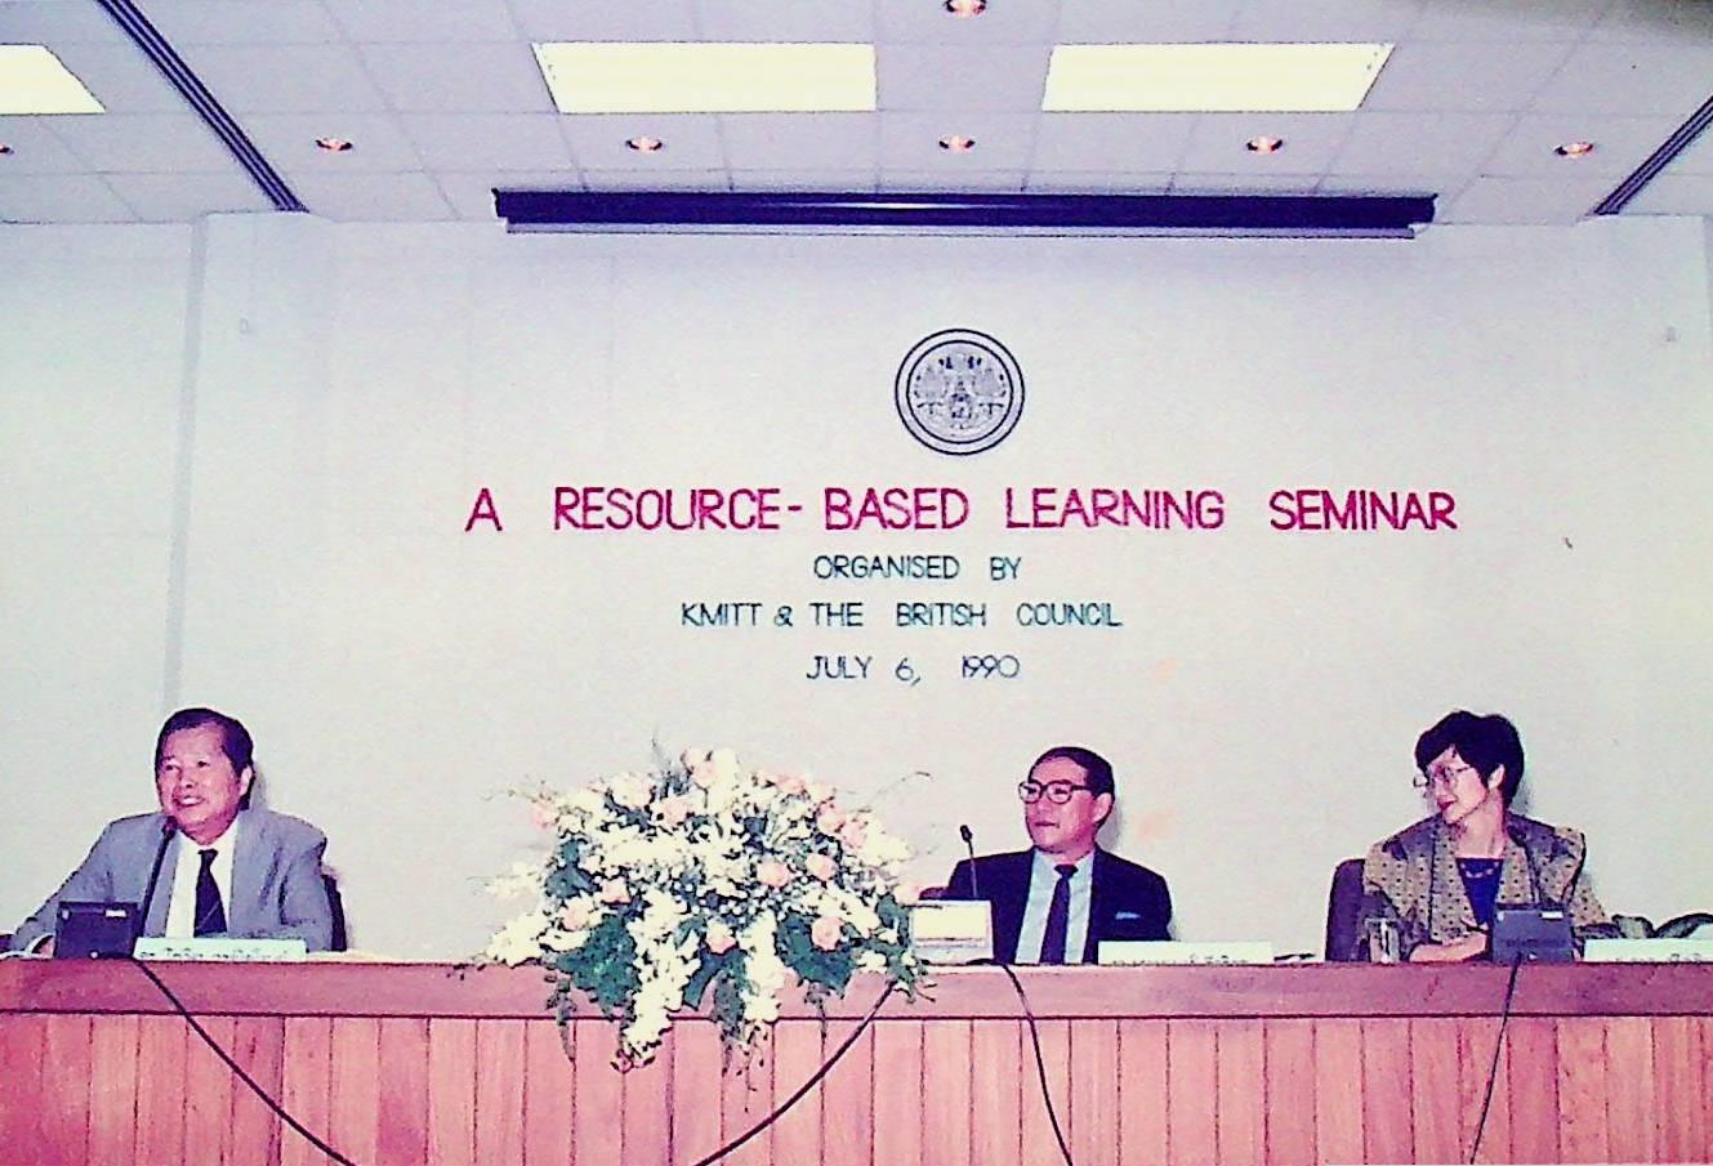 A RESOURCE-BASED LEARNING SEMINAR
ORGANISED BY
KMITT & THE BRITISH COUNCIL
JULY 6, 1990